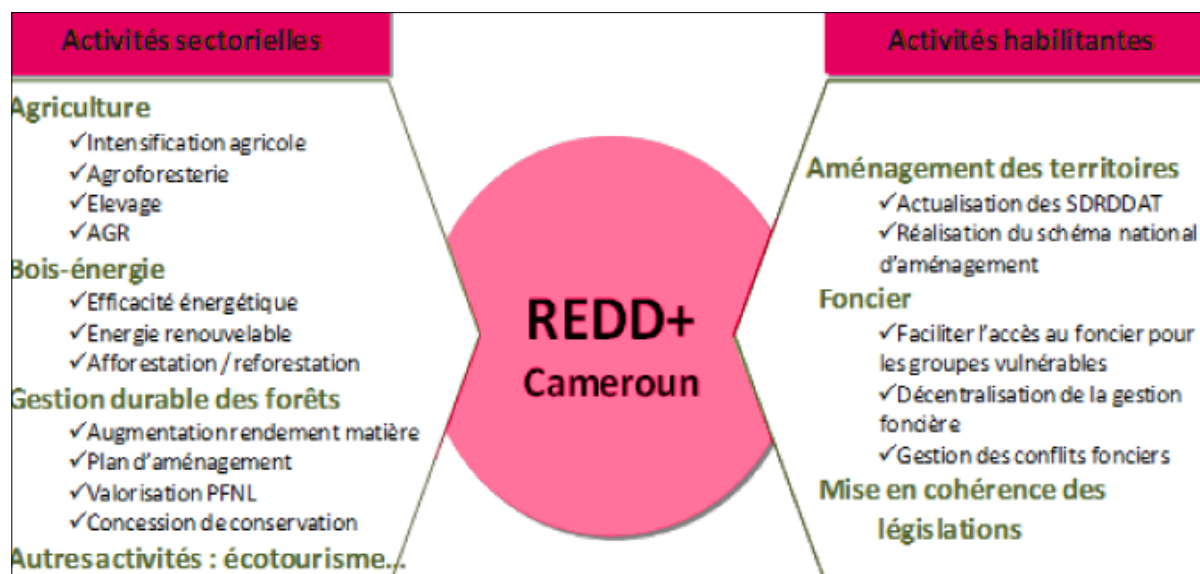 Activités sectorielles
Agriculture
✓Intensification agricole
✓Agroforesterie
✓Elevage
✓AGR
Bois-énergie
✓Efficacité énergétique
✓Energie renouvelable
✓Afforestation / reforestation
Gestion durable des forêts
✓Augmentation rendement matière
✓Plan d'aménagement
✓Valorisation PFNL
✓Concession de conservation
Autres activités : écotourisme...
REDD+
Cameroun
Activités habilitantes
Aménagement des territoires
✓Actualisation des SDRDDAT
✓Réalisation du schéma national
d'aménagement
Foncier
✓Faciliter l'accès au foncier pour
les groupes vulnérables
✓Décentralisation de la gestion
foncière
✓Gestion des conflits fonciers
Mise en cohérence des
législations